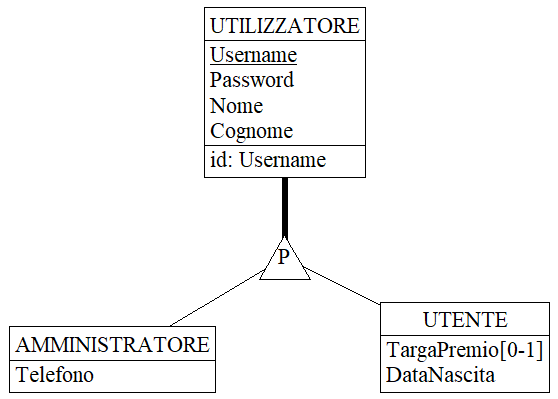 UTILIZZATORE
Username
Password
Nome
Cognome
id: Username
P
AMMINISTRATORE
Telefono
UTENTE
TargaPremio[0-1]
DataNascita